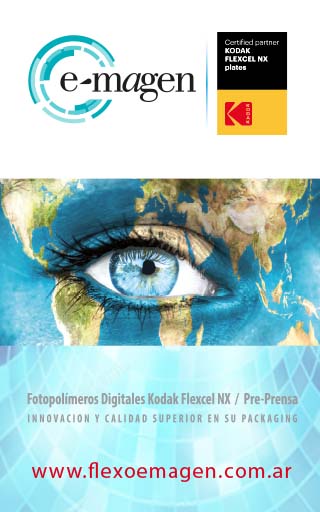 e-magen
Certified partner
KODAK
FLEXCEL NX
plates
KODAK
Fotopolímeros Digitales Kodak Flexcel NX / Pre-Prensa
INNOVACION Y CALIDAD SUPERIOR EN SU PACKAGING
www.flexoemagen.com.ar